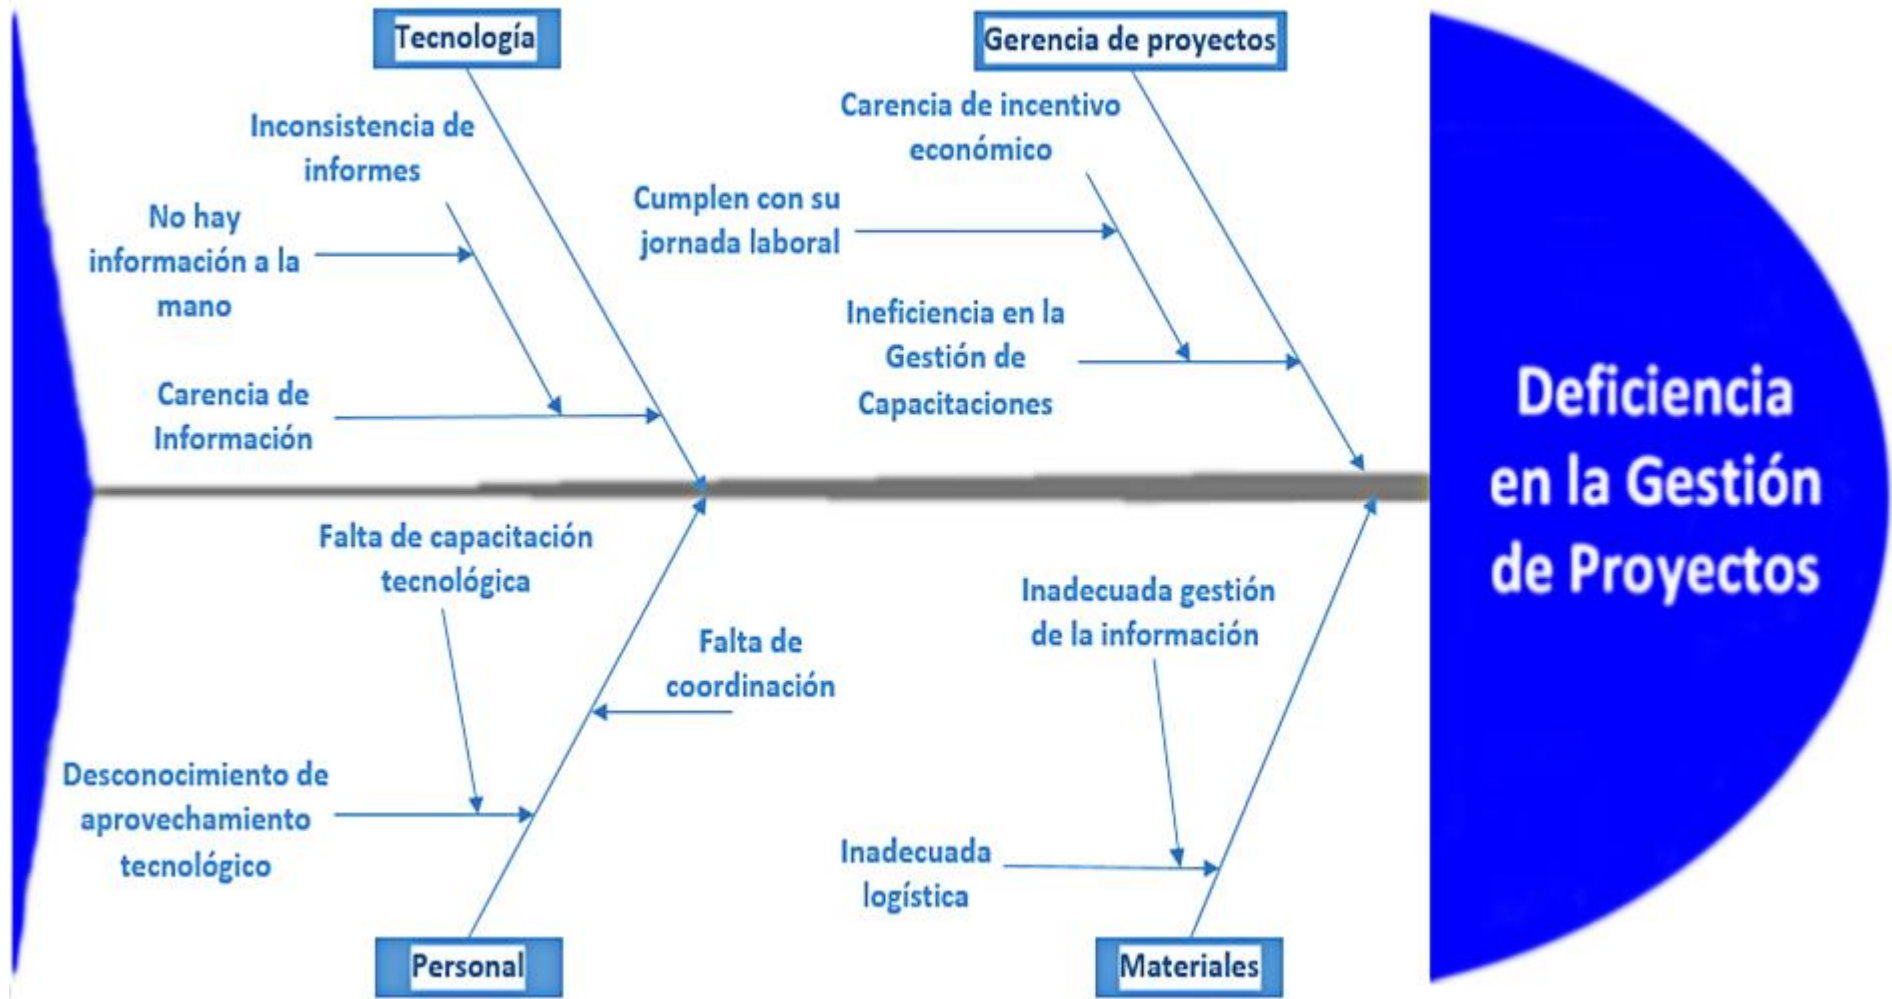 Tecnología
Gerencia de proyectos
Inconsistencia de
informes
No hay
información a la
mano
Carencia de
Información
Carencia de incentivo
económico
Cumplen con su
jornada laboral
Ineficiencia en la
Gestión de
Capacitaciones
Deficiencia
en la Gestión
de Proyectos
Falta de capacitación
tecnológica
Falta de
coordinación
Desconocimiento de
aprovechamiento
tecnológico
Inadecuada gestión
de la información
Inadecuada
logística
Personal
Materiales